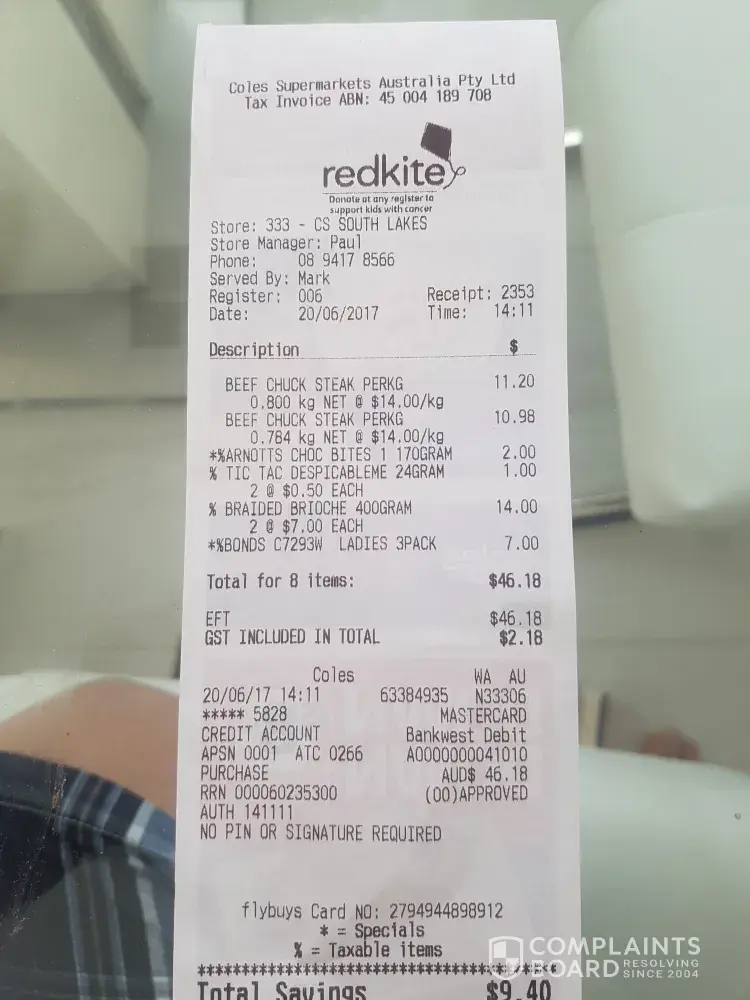 Coles Supermarkets Australia Pty Ltd
Tax Invoice ABN: 45 004 189 708
redkite
Donate at any register to
support kids with cancer
Store: 333 - CS SOUTH LAKES
Store Manager: Paul
Phone: 08 9417 8566
Served By: Mark
Register: 006 Receipt: 2353
Date: 20/06/2017 Time: 14:11
Description $
BEEF CHUCK STEAK PERKG 11.20
0.800 kg NET @ $14.00/kg
BEEF CHUCK STEAK PERKG 10.98
0.784 kg NET @ $14.00/kg
*%ARNOTTS CHOC BITES 1 170GRAM 2.00
% TIC TAC DESPICABLEME 24GRAM 1.00
2 @ $0.50 EACH
% BRAIDED BRIOCHE 400GRAM 14.00
2 @ $7.00 EACH
*%BONDS C7293W LADIES 3PACK 7.00
Total for 8 items: $46.18
EFT $46.18
GST INCLUDED IN TOTAL $2.18
Coles WA AU
20/06/17 14:11 63384935 N33306
***** 5828 MASTERCARD
CREDIT ACCOUNT Bankwest Debit
APSN 0001 ATC 0266 A0000000041010
PURCHASE AUD$ 46.18
RRN 000060235300 (00)APPROVED
AUTH 141111
NO PIN OR SIGNATURE REQUIRED
flybuys Card NO: 2794944898912
* = Specials
% = Taxable items
COMPLAINTS
BOARD RESOLVING SINCE 2004
Total Savings $9.40